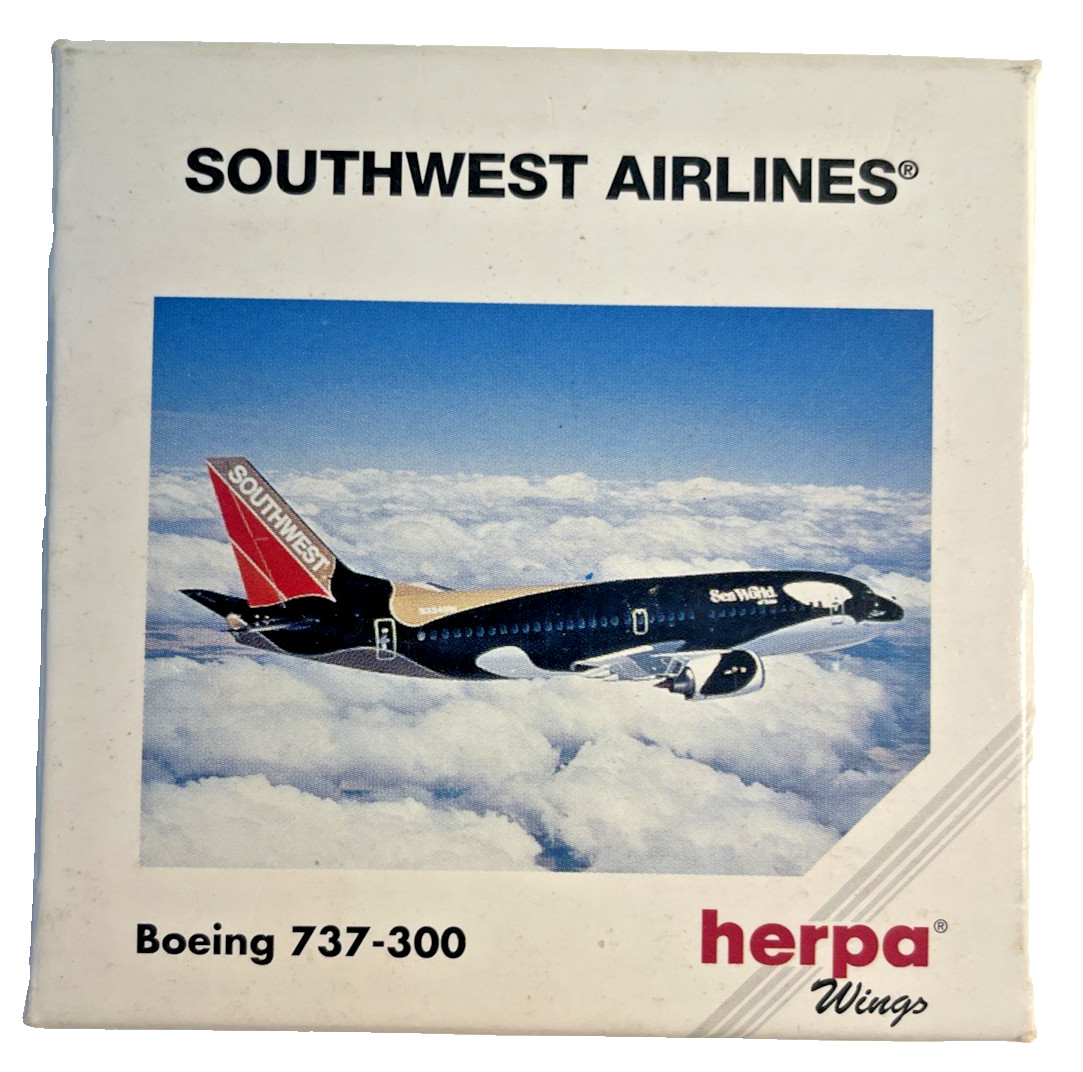 SOUTHWEST AIRLINES®
SOUTHWEST
Sea World
Boeing 737-300
herpa®
Wings